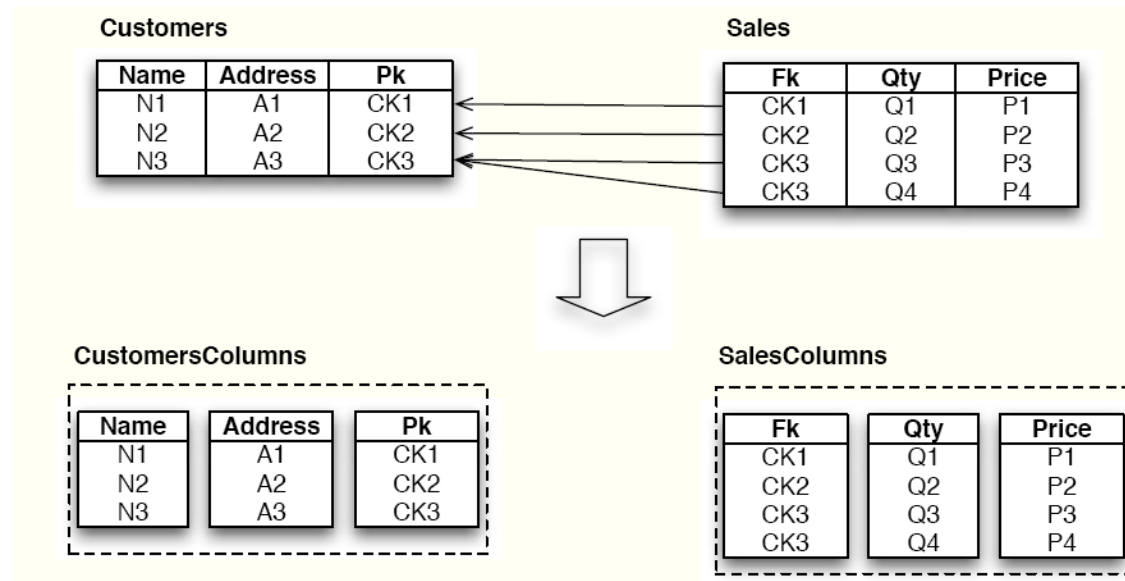 Customers
Name Address Pk
N1 A1 CK1
N2 A2 CK2
N3 A3 CK3
Sales
Fk Qty Price
CK1 Q1 P1
CK2 Q2 P2
CK3 Q3 P3
CK3 Q4 P4
CustomersColumns
Name Address Pk
N1 A1 CK1
N2 A2 CK2
N3 A3 CK3
SalesColumns
Fk Qty Price
CK1 Q1 P1
CK2 Q2 P2
CK3 Q3 P3
CK3 Q4 P4